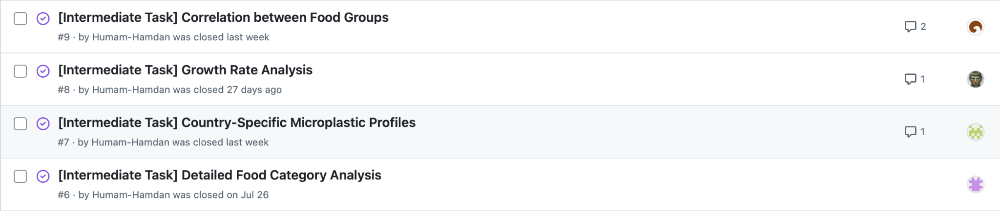 [Intermediate Task] Correlation between Food Groups
2
#9 · by Humam-Hamdan was closed last week
[Intermediate Task] Growth Rate Analysis
1
#8 · by Humam-Hamdan was closed 27 days ago
[Intermediate Task] Country-Specific Microplastic Profiles
1
#7 · by Humam-Hamdan was closed last week
[Intermediate Task] Detailed Food Category Analysis
#6 · by Humam-Hamdan was closed on Jul 26